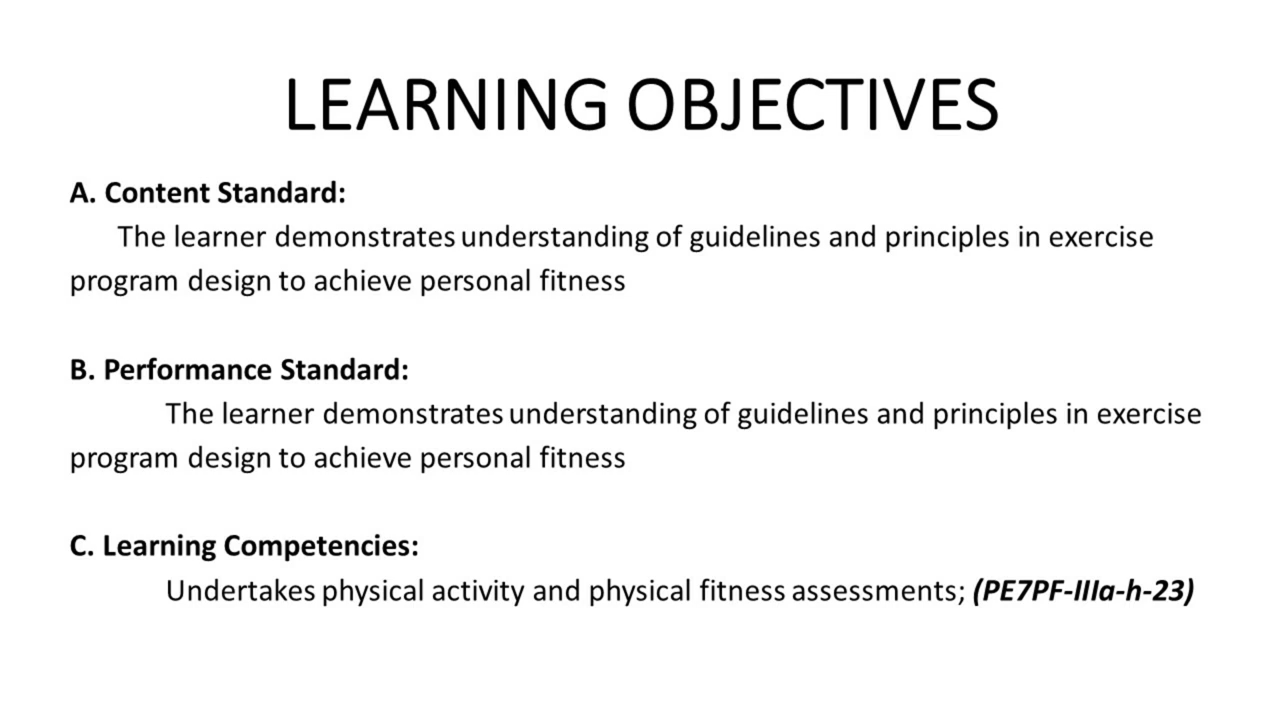 LEARNING OBJECTIVES
A. Content Standard:
The learner demonstrates understanding of guidelines and principles in exercise
program design to achieve personal fitness
B. Performance Standard:
The learner demonstrates understanding of guidelines and principles in exercise
program design to achieve personal fitness
C. Learning Competencies:
Undertakes physical activity and physical fitness assessments; (PE7PF-IIIa-h-23)